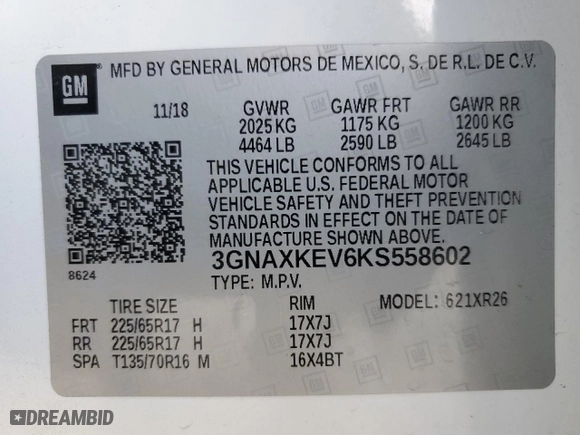 GM MFD BY GENERAL MOTORS DE MEXICO, S. DE R.L. DE C.V.
11/18 GVWR GAWR FRT GAWR RR
2025 KG 1175 KG 1200 KG
4464 LB 2590 LB 2645 LB
THIS VEHICLE CONFORMS TO ALL
APPLICABLE U.S. FEDERAL MOTOR
VEHICLE SAFETY AND THEFT PREVENTION
STANDARDS IN EFFECT ON THE DATE OF
MANUFACTURE SHOWN ABOVE.
8624 3GNAXKEV6KS558602
TYPE: M.P.V.
TIRE SIZE RIM MODEL: 621XR26
FRT 225/65R17 H 17X7J
RR 225/65R17 H 17X7J
SPA T135/70R16 M 16X4BT
DREAMBID